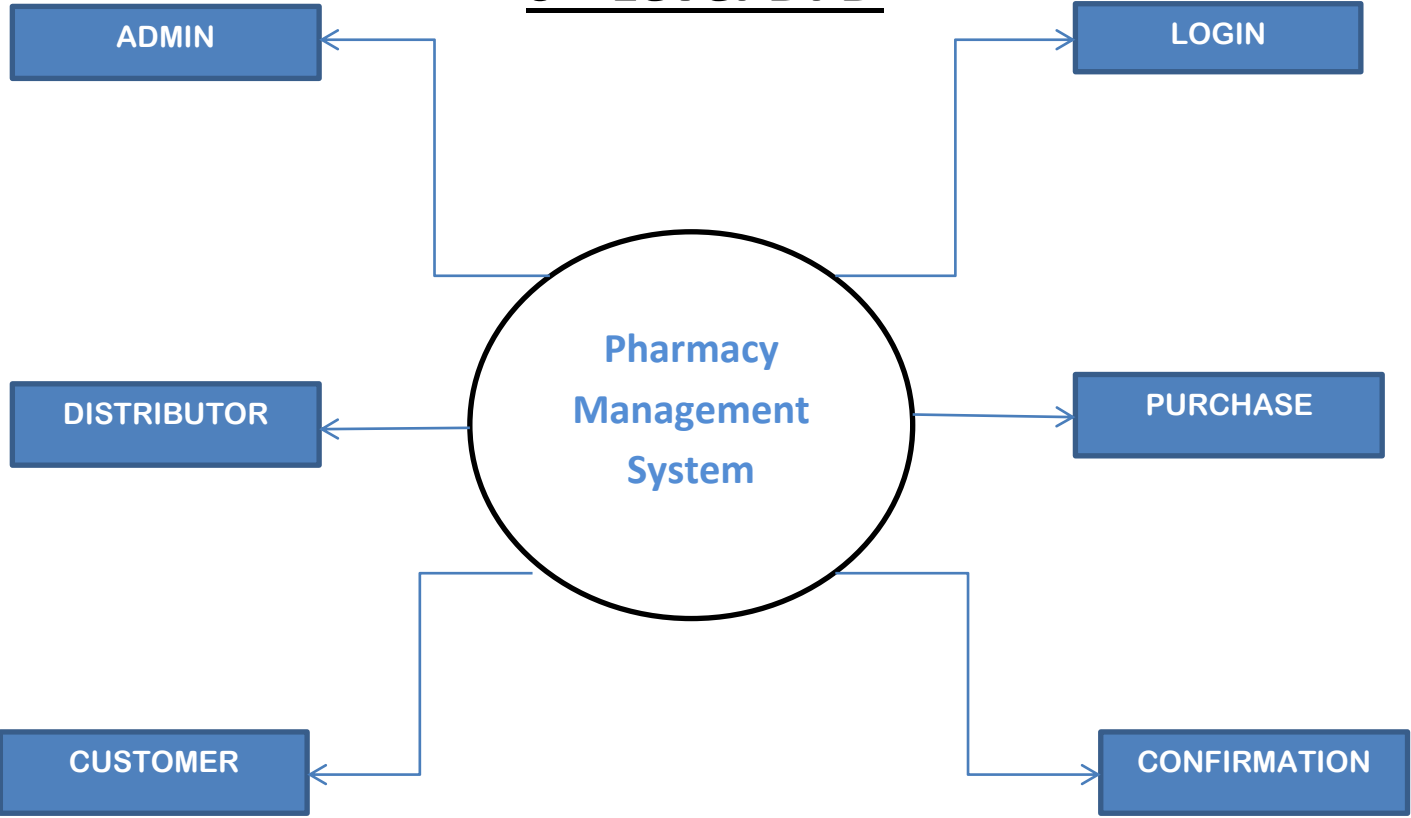 ADMIN
LOGIN
Pharmacy
Management
System
DISTRIBUTOR
PURCHASE
CUSTOMER
CONFIRMATION